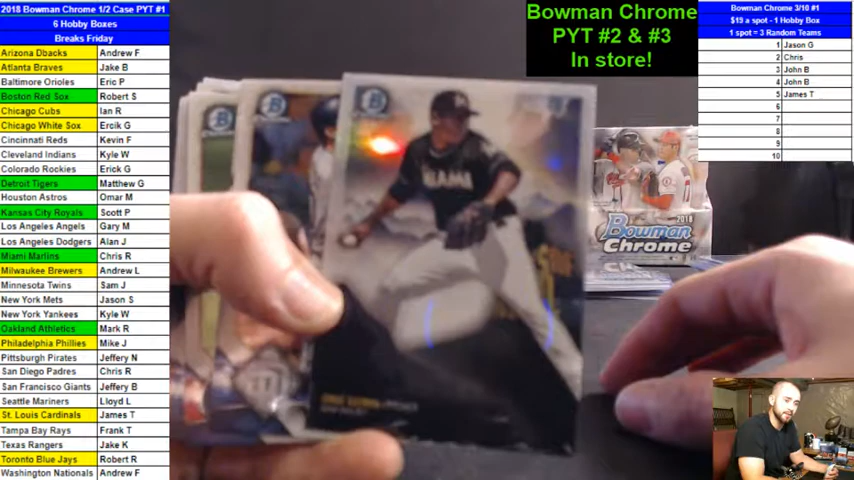 2018 Bowman Chrome 1/2 Case PYT #1
6 Hobby Boxes
Breaks Friday
Arizona Dbacks Andrew F
Atlanta Braves Jake B
Baltimore Orioles Eric P
Boston Red Sox Robert S
Chicago Cubs Ian R
Chicago White Sox Ercik G
Cincinnati Reds Kevin F
Cleveland Indians Kyle W
Colorado Rockies Erick G
Detroit Tigers Matthew G
Houston Astros Omar M
Kansas City Royals Scott P
Los Angeles Angels Gary M
Los Angeles Dodgers Alan J
Miami Marlins Chris R
Milwaukee Brewers Andrew L
Minnesota Twins Sam J
New York Mets Jason S
New York Yankees Kyle W
Oakland Athletics Mark R
Philadelphia Phillies Mike J
Pittsburgh Pirates Jeffery N
San Diego Padres Chris R
San Francisco Giants Jeffery B
Seattle Mariners Lloyd L
St. Louis Cardinals James T
Tampa Bay Rays Frank T
Texas Rangers Jake K
Toronto Blue Jays Robert R
Washington Nationals Andrew F
Bowman Chrome
PYT #2 & #3
In store!
Bowman Chrome 3/10 #1
$19 a spot - 1 Hobby Box
1 spot = 3 Random Teams
1 Jason G
2 Chris
3 John B
4 John B
5 James T
6
7
8
9
10
MIAMI
2018
Bowman
Chrome